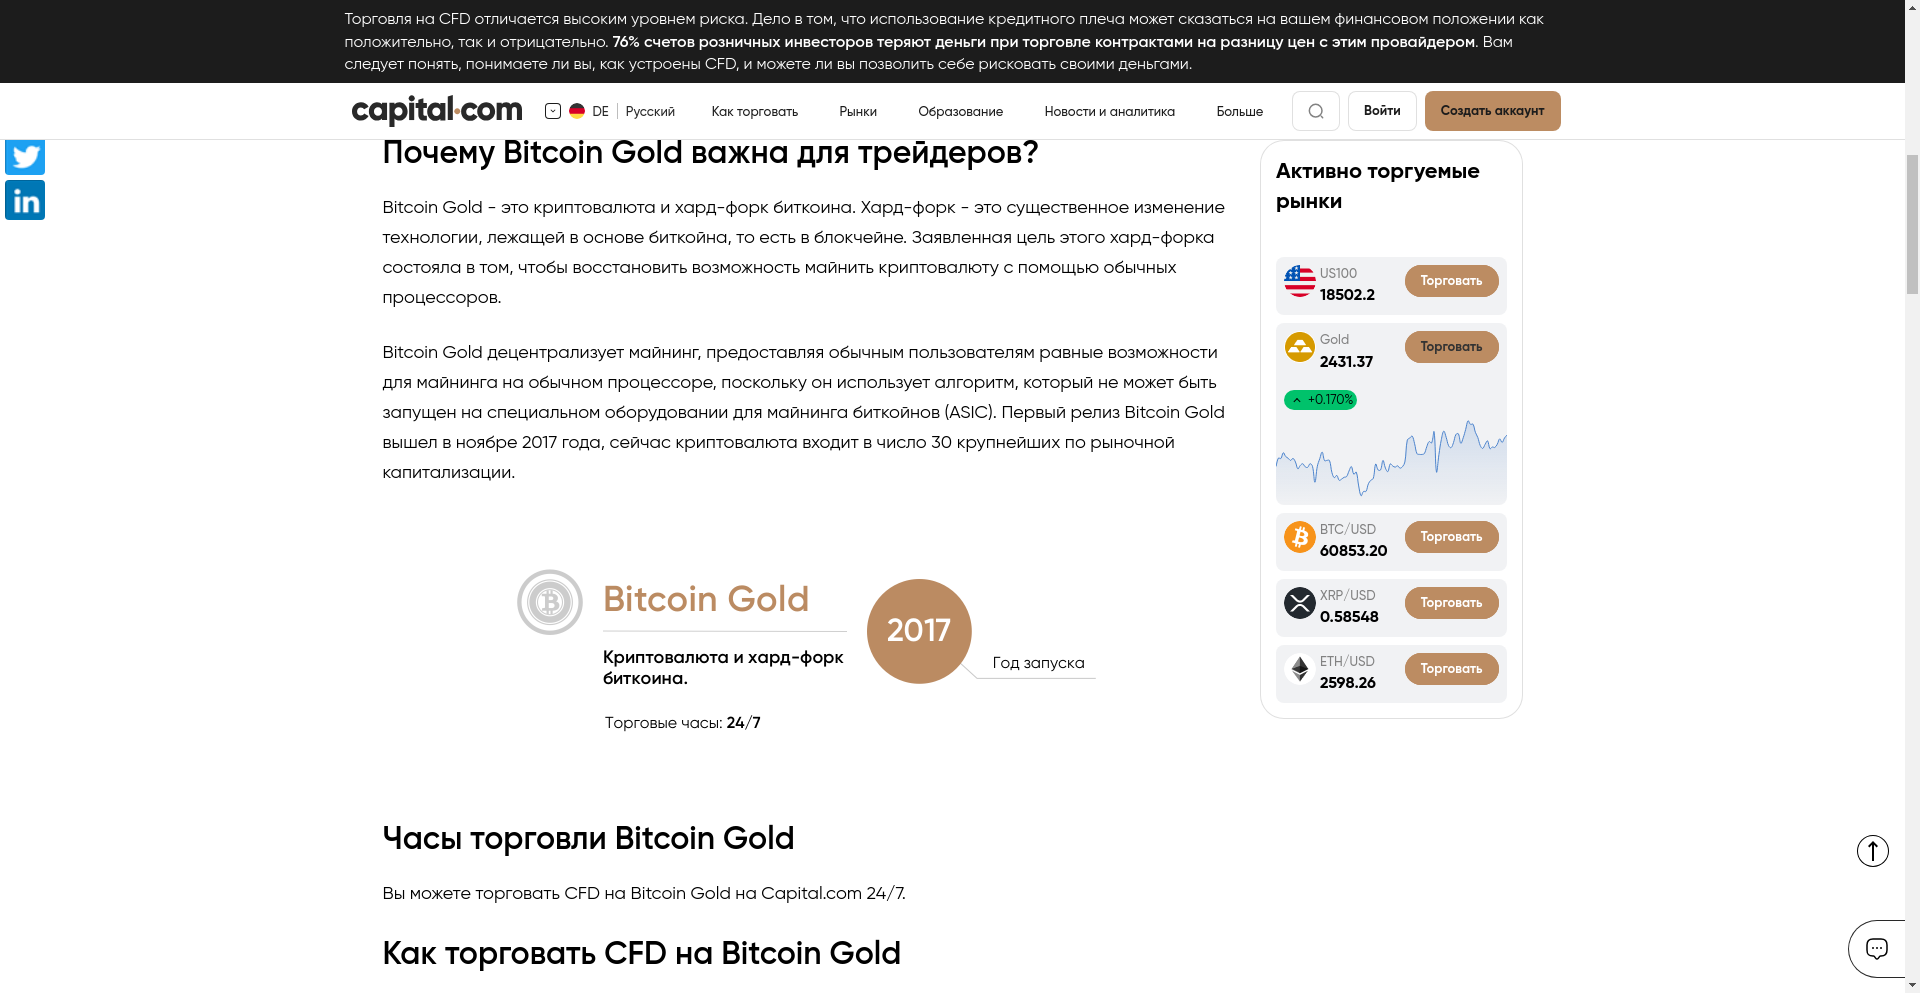 Торговля на CFD отличается высоким уровнем риска. Дело в том, что использование кредитного плеча может сказаться на вашем финансовом положении как
положительно, так и отрицательно. 76% счетов розничных инвесторов теряют деньги при торговле контрактами на разницу цен с этим провайдером. Вам
следует понять, понимаете ли вы, как устроены CFD, и можете ли вы позволить себе рисковать своими деньгами.
capital.com
DE
Русский
Как торговать
Рынки
Образование
Новости и аналитика
Больше
Войти
Создать аккаунт
in
Почему Bitcoin Gold важна для трейдеров?
Bitcoin Gold - это криптовалюта и хард-форк биткоина. Хард-форк - это существенное изменение
технологии, лежащей в основе биткойна, то есть в блокчейне. Заявленная цель этого хард-форка
состояла в том, чтобы восстановить возможность майнить криптовалюту с помощью обычных
процессоров.
Bitcoin Gold децентрализует майнинг, предоставляя обычным пользователям равные возможности
для майнинга на обычном процессоре, поскольку он использует алгоритм, который не может быть
запущен на специальном оборудовании для майнинга биткойнов (ASIC). Первый релиз Bitcoin Gold
вышел в ноябре 2017 года, сейчас криптовалюта входит в число 30 крупнейших по рыночной
капитализации.
Bitcoin Gold
Криптовалюта и хард-форк
биткоина.
Торговые часы: 24/7
2017
Год запуска
Часы торговли Bitcoin Gold
Вы можете торговать CFD на Bitcoin Gold на Capital.com 24/7.
Как торговать CFD на Bitcoin Gold
Активно торгуемые
рынки
US100
18502.2
Торговать
Gold
2431.37
Торговать
+0.170%
BTC/USD
60853.20
Торговать
XRP/USD
0.58548
Торговать
ETH/USD
2598.26
Торговать